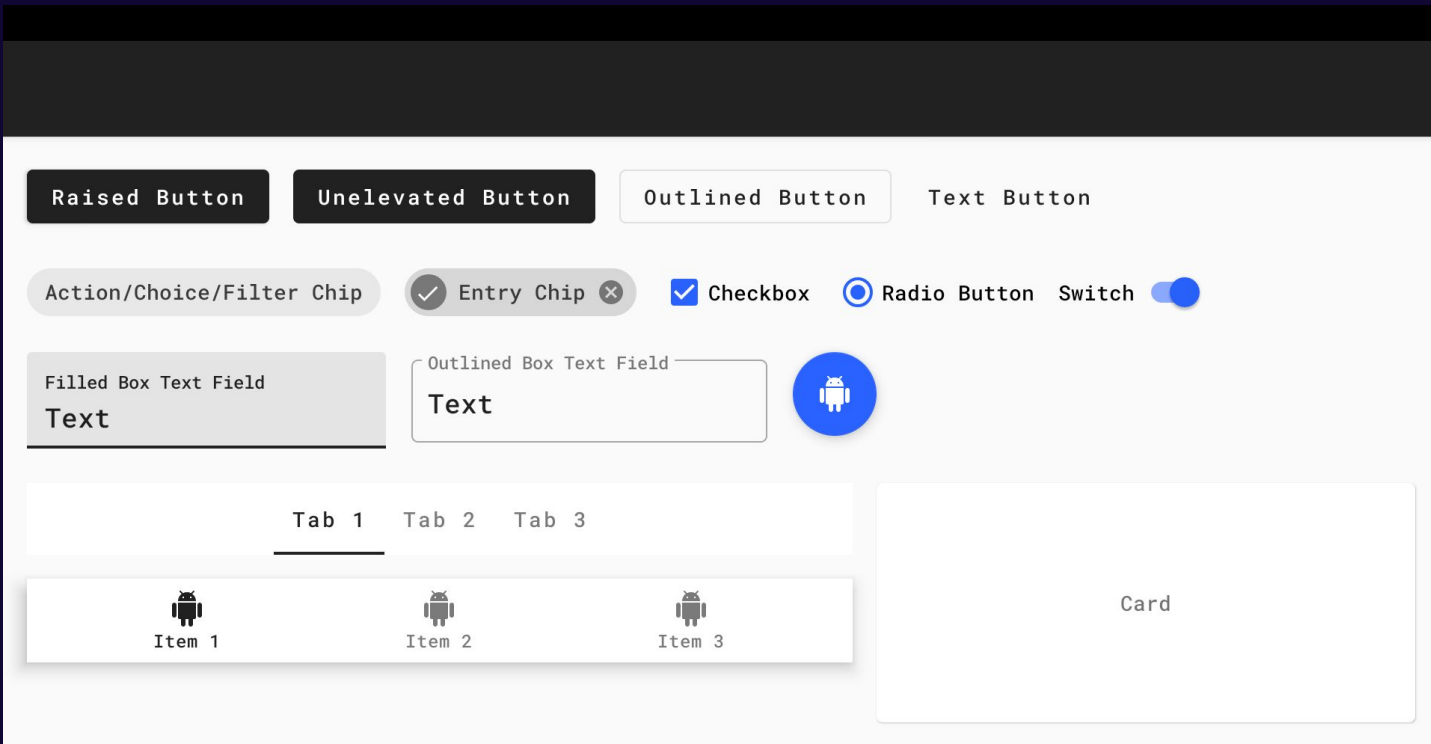 Raised Button
Unelevated Button
Outlined Button
Text Button
Action/Choice/Filter Chip
Entry Chip
Checkbox
Radio Button
Switch
Filled Box Text Field
Text
Outlined Box Text Field
Text
Tab 1
Tab 2
Tab 3
Item 1
Item 2
Item 3
Card